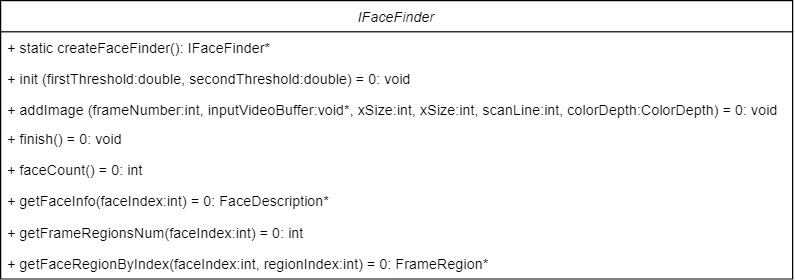 IFaceFinder
+ static createFaceFinder(): IFaceFinder*
+ init (firstThreshold:double, secondThreshold:double) = 0: void
+ addImage (frameNumber:int, inputVideoBuffer:void*, xSize:int, xSize:int, scanLine:int, colorDepth:ColorDepth) = 0: void
+ finish() = 0: void
+ faceCount() = 0: int
+ getFaceInfo(faceIndex:int) = 0: FaceDescription*
+ getFrameRegionsNum(faceIndex:int) = 0: int
+ getFaceRegionByIndex(faceIndex:int, regionIndex:int) = 0: FrameRegion*